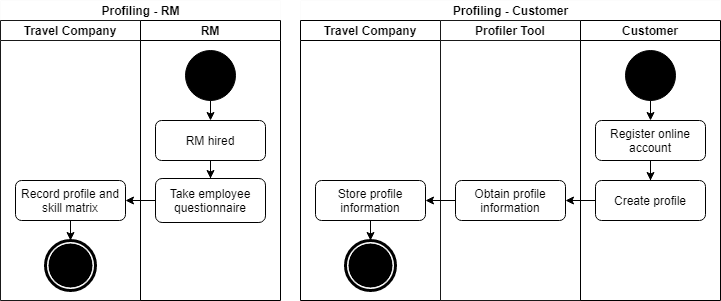 Profiling - RM
Travel Company
RM
RM hired
Take employee
questionnaire
Record profile and
skill matrix
Profiling - Customer
Travel Company
Profiler Tool
Customer
Register online
account
Create profile
Obtain profile
information
Store profile
information